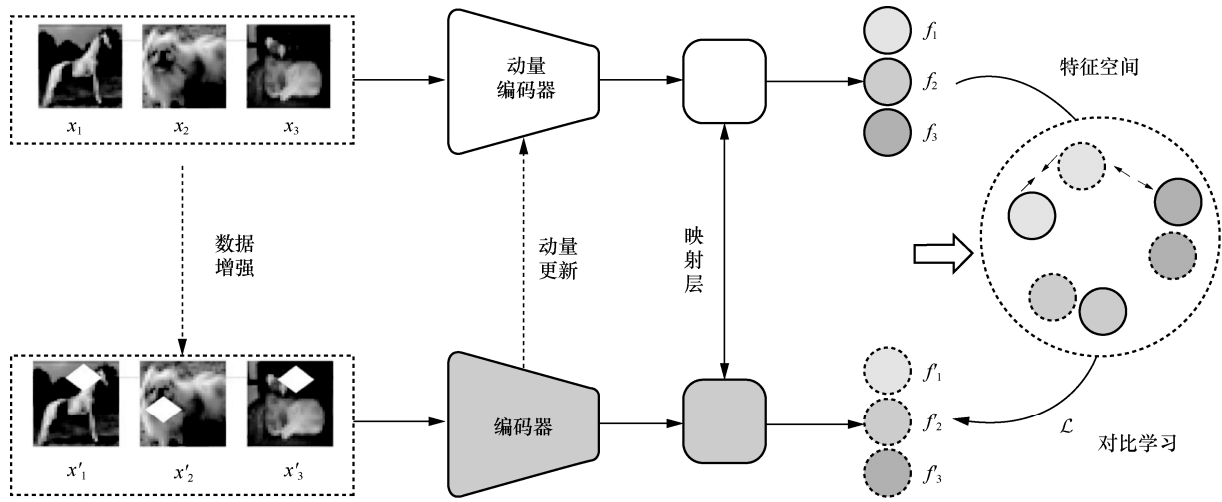 x₁ x₂ x₃
动量
编码器
f₁
f₂
f₃
特征空间
数据
增强
动量
更新
映
射
层
x′₁ x′₂ x′₃
编码器
f′₁
f′₂
f′₃
ℒ
对比学习